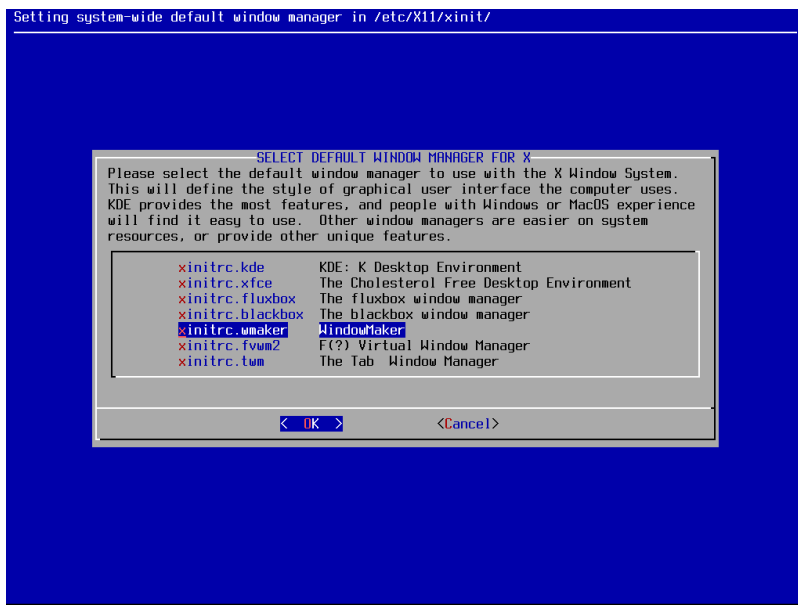 Setting system-wide default window manager in /etc/X11/xinit/
SELECT DEFAULT WINDOW MANAGER FOR X
Please select the default window manager to use with the X Window System.
This will define the style of graphical user interface the computer uses.
KDE provides the most features, and people with Windows or MacOS experience
will find it easy to use.  Other window managers are easier on system
resources, or provide other unique features.
xinitrc.kde KDE: K Desktop Environment
xinitrc.xfce The Cholesterol Free Desktop Environment
xinitrc.fluxbox The fluxbox window manager
xinitrc.blackbox The blackbox window manager
xinitrc.wmaker WindowMaker
xinitrc.fvwm2 F(?) Virtual Window Manager
xinitrc.twm The Tab  Window Manager
<  OK  > <Cancel>